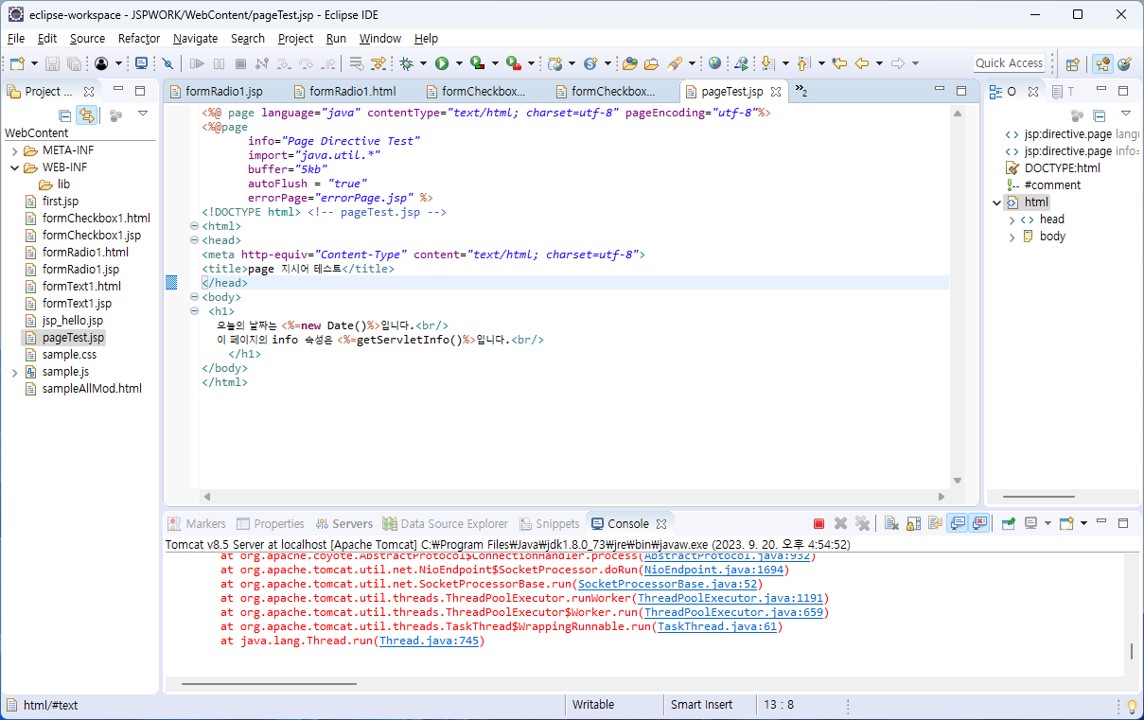 eclipse-workspace - JSPWORK/WebContent/pageTest.jsp - Eclipse IDE
File Edit Source Refactor Navigate Search Project Run Window Help
Quick Access
Project ...
formRadio1.jsp formRadio1.html formCheckbox... formCheckbox... pageTest.jsp »2
O T
WebContent
META-INF
WEB-INF
lib
first.jsp
formCheckbox1.html
formCheckbox1.jsp
formRadio1.html
formRadio1.jsp
formText1.html
formText1.jsp
jsp_hello.jsp
pageTest.jsp
sample.css
sample.js
sampleAllMod.html
<%@ page language="java" contentType="text/html; charset=utf-8" pageEncoding="utf-8"%>
<%@page
info="Page Directive Test"
import="java.util.*"
buffer="5kb"
autoFlush = "true"
errorPage="errorPage.jsp" %>
<!DOCTYPE html> <!-- pageTest.jsp -->
<html>
<head>
<meta http-equiv="Content-Type" content="text/html; charset=utf-8">
<title>page 지시어 테스트</title>
</head>
<body>
<h1>
오늘의 날짜는 <%=new Date()%>입니다.<br/>
이 페이지의 info 속성은 <%=getServletInfo()%>입니다.<br/>
</h1>
</body>
</html>
jsp:directive.page lang
jsp:directive.page info=
DOCTYPE:html
#comment
html
head
body
Markers Properties Servers Data Source Explorer Snippets Console
Tomcat v8.5 Server at localhost [Apache Tomcat] C:₩Program Files₩Java₩jdk1.8.0_73₩jre₩bin₩javaw.exe (2023. 9. 20. 오후 4:54:52)
at org.apache.coyote.AbstractProtocol$ConnectionHandler.process(AbstractProtocol.java:932)
at org.apache.tomcat.util.net.NioEndpoint$SocketProcessor.doRun(NioEndpoint.java:1694)
at org.apache.tomcat.util.net.SocketProcessorBase.run(SocketProcessorBase.java:52)
at org.apache.tomcat.util.threads.ThreadPoolExecutor.runWorker(ThreadPoolExecutor.java:1191)
at org.apache.tomcat.util.threads.ThreadPoolExecutor$Worker.run(ThreadPoolExecutor.java:659)
at org.apache.tomcat.util.threads.TaskThread$WrappingRunnable.run(TaskThread.java:61)
at java.lang.Thread.run(Thread.java:745)
html/#text Writable Smart Insert 13 : 8